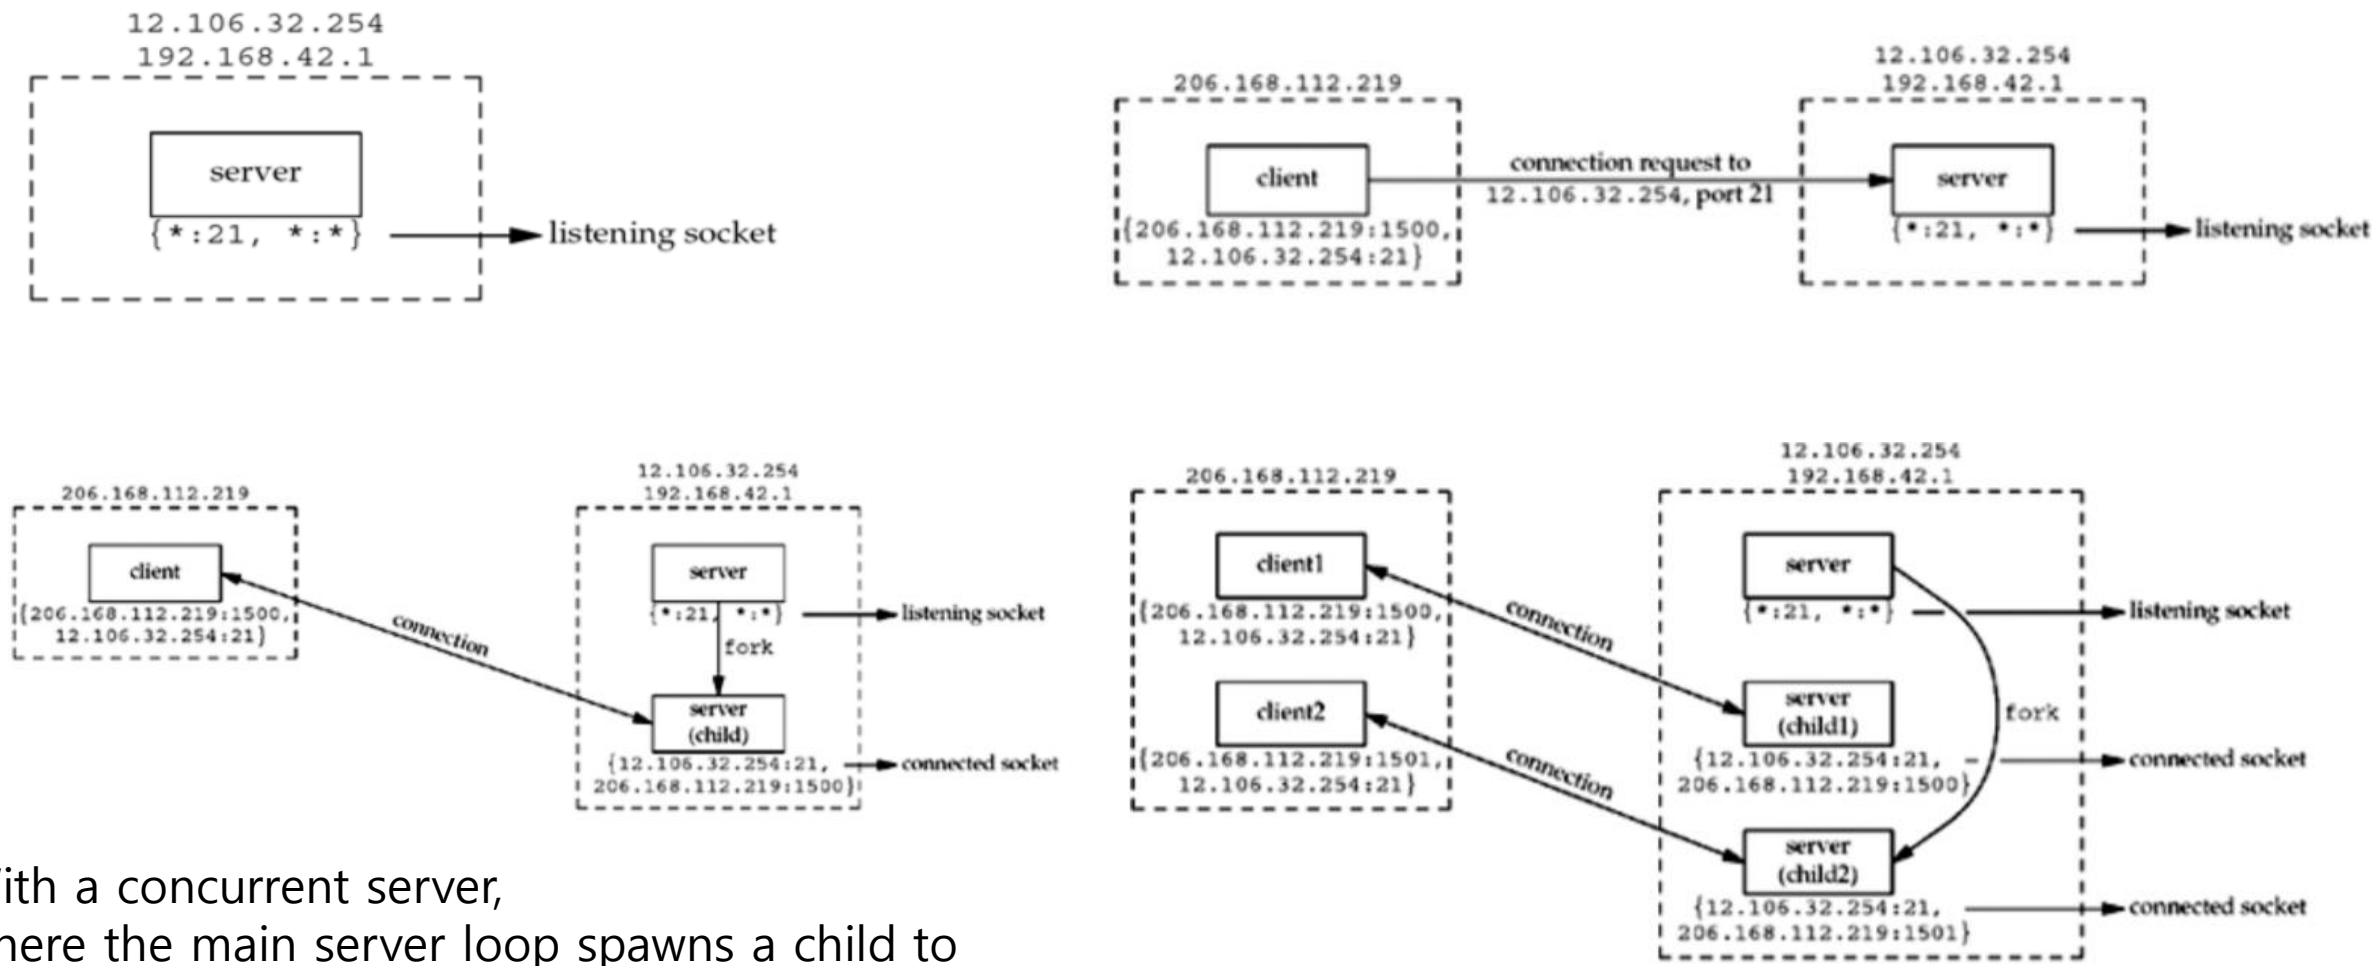 12.106.32.254
192.168.42.1
server
{*:21, *:*}
listening socket
206.168.112.219
client
{206.168.112.219:1500,
12.106.32.254:21}
connection request to
12.106.32.254, port 21
12.106.32.254
192.168.42.1
server
{*:21, *:*}
listening socket
206.168.112.219
client
{206.168.112.219:1500,
12.106.32.254:21}
connection
12.106.32.254
192.168.42.1
server
{*:21, *:*}
listening socket
fork
server
(child)
{12.106.32.254:21,
206.168.112.219:1500}
connected socket
206.168.112.219
client1
{206.168.112.219:1500,
12.106.32.254:21}
client2
{206.168.112.219:1501,
12.106.32.254:21}
connection
connection
12.106.32.254
192.168.42.1
server
{*:21, *:*}
listening socket
fork
server
(child1)
{12.106.32.254:21,
206.168.112.219:1500}
connected socket
server
(child2)
{12.106.32.254:21,
206.168.112.219:1501}
connected socket
ith a concurrent server,
here the main server loop spawns a child to